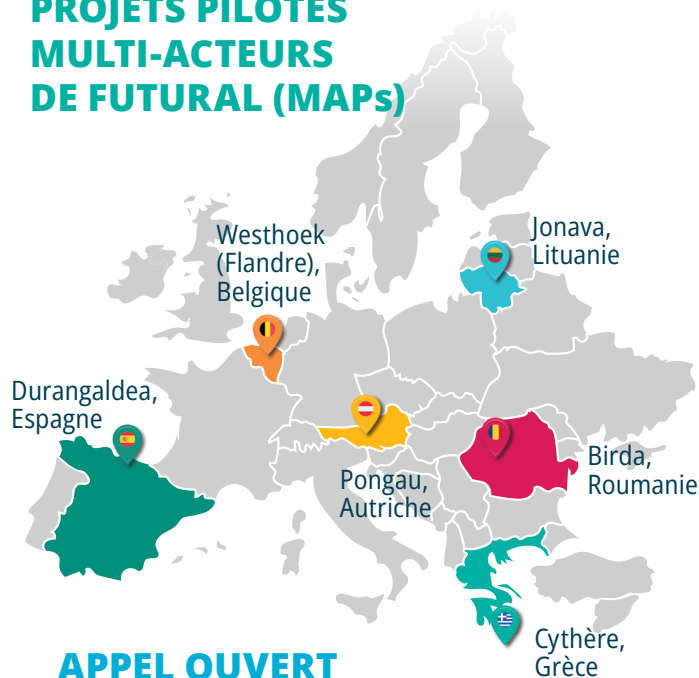 PROJETS PILOTES
MULTI-ACTEURS
DE FUTURAL (MAPs)
Westhoek
(Flandre),
Belgique
Jonava,
Lituanie
Durangaldea,
Espagne
Pongau,
Autriche
Birda,
Roumanie
Cythère,
Grèce
APPEL OUVERT